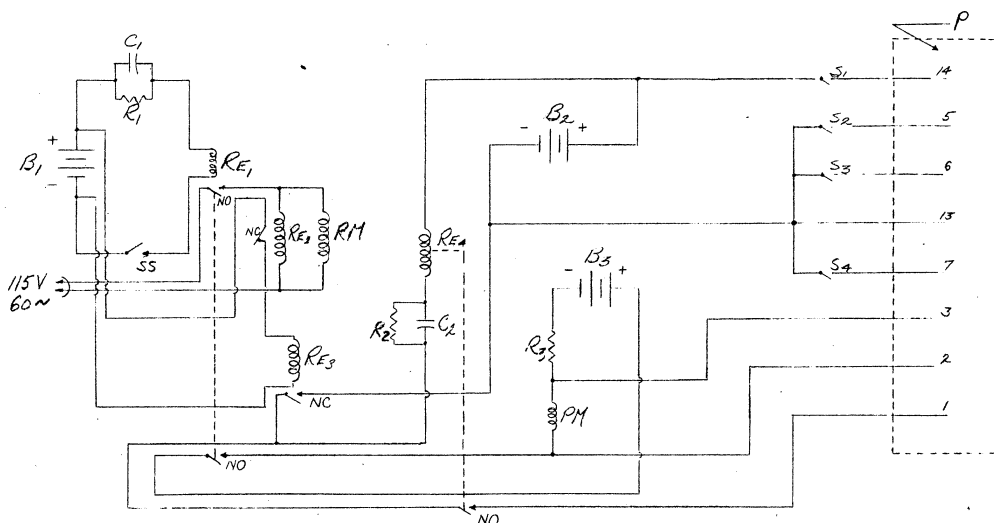 P
C1
R1
B1
+
-
RE1
NO
NC
RE2
RM
SS
115V
60~
RE3
NC
NO
RE4
R2
C2
NO
- B2 +
- B3 +
R3
PM
S1 14
S2 5
S3 6
13
S4 7
3
2
1